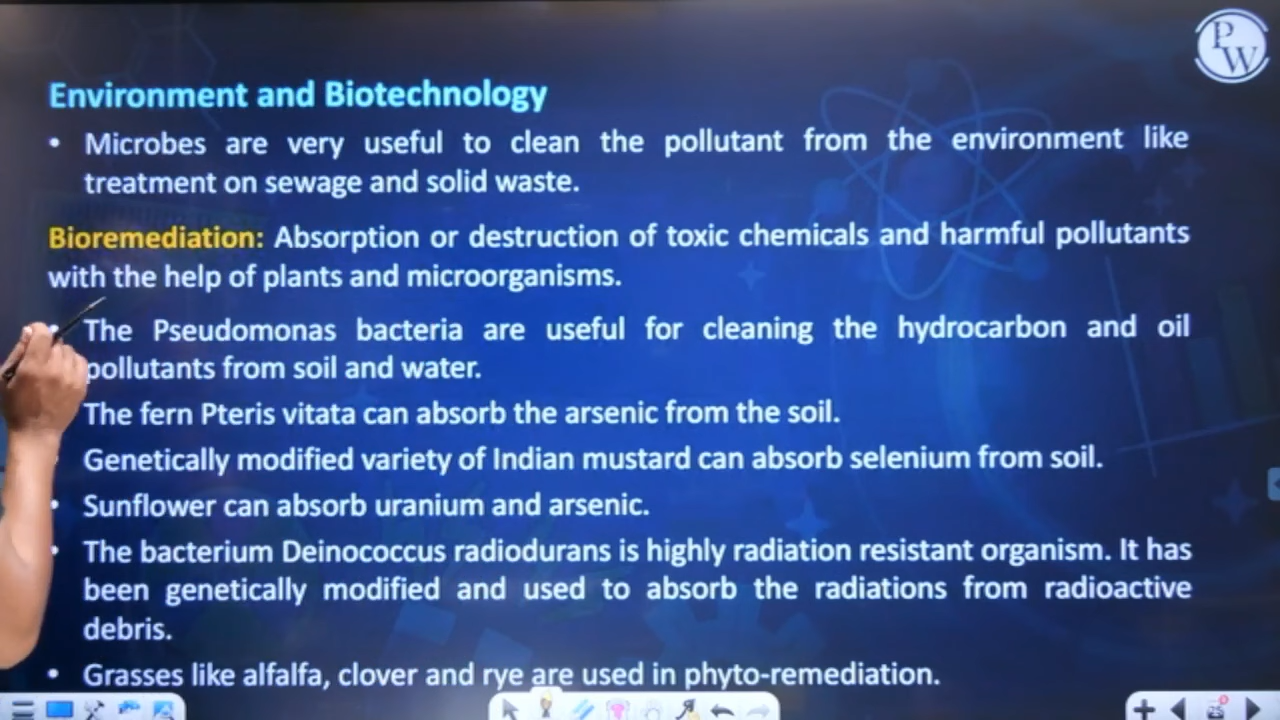 P
W
Environment and Biotechnology
• Microbes are very useful to clean the pollutant from the environment like
treatment on sewage and solid waste.
Bioremediation: Absorption or destruction of toxic chemicals and harmful pollutants
with the help of plants and microorganisms.
The Pseudomonas bacteria are useful for cleaning the hydrocarbon and oil
pollutants from soil and water.
The fern Pteris vitata can absorb the arsenic from the soil.
Genetically modified variety of Indian mustard can absorb selenium from soil.
• Sunflower can absorb uranium and arsenic.
• The bacterium Deinococcus radiodurans is highly radiation resistant organism. It has
been genetically modified and used to absorb the radiations from radioactive
debris.
• Grasses like alfalfa, clover and rye are used in phyto-remediation.